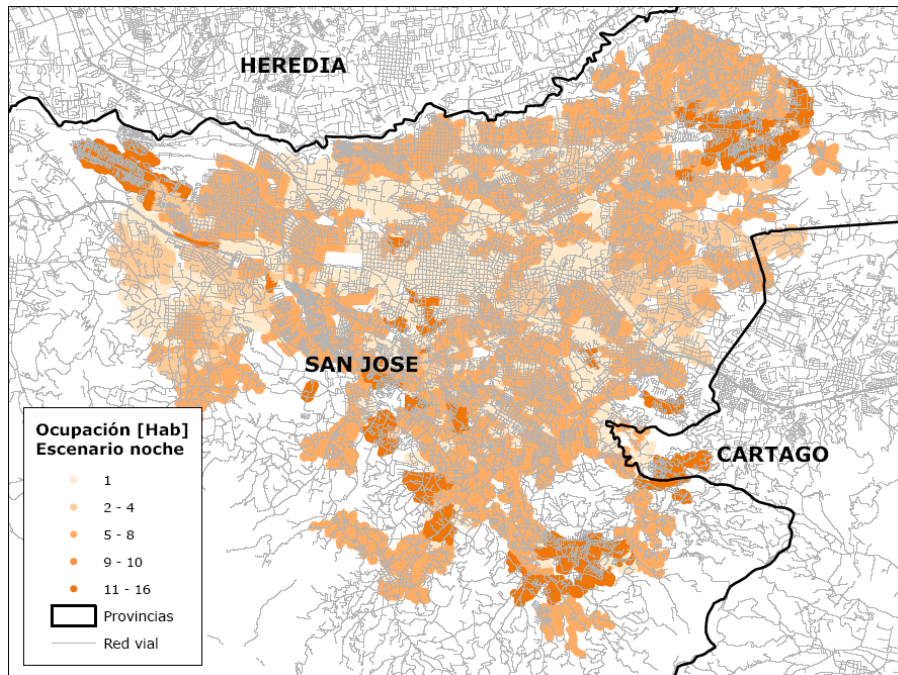 HEREDIA
SAN JOSE
CARTAGO
Ocupación [Hab]
Escenario noche
1
2 - 4
5 - 8
9 - 10
11 - 16
Provincias
Red vial